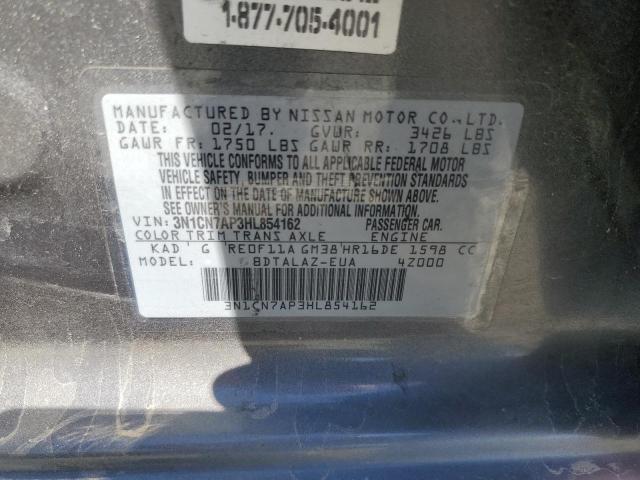 1-877-705-4001
MANUFACTURED BY NISSAN MOTOR CO.,LTD.
DATE: 02/17. GVWR: 3426 LBS
GAWR FR: 1750 LBS GAWR RR: 1708 LBS
THIS VEHICLE CONFORMS TO ALL APPLICABLE FEDERAL MOTOR
VEHICLE SAFETY, BUMPER AND THEFT PREVENTION STANDARDS
IN EFFECT ON THE DATE OF MANUFACTURE SHOWN ABOVE.
SEE OWNER'S MANUAL FOR ADDITIONAL INFORMATION
VIN: 3N1CN7AP3HL854162 PASSENGER CAR.
COLOR TRIM TRANS AXLE ENGINE
KAD G RE0F11A GM38 HR16DE 1598 CC
MODEL: BDTALAZ-EUA 4Z000
3N1CN7AP3HL854162